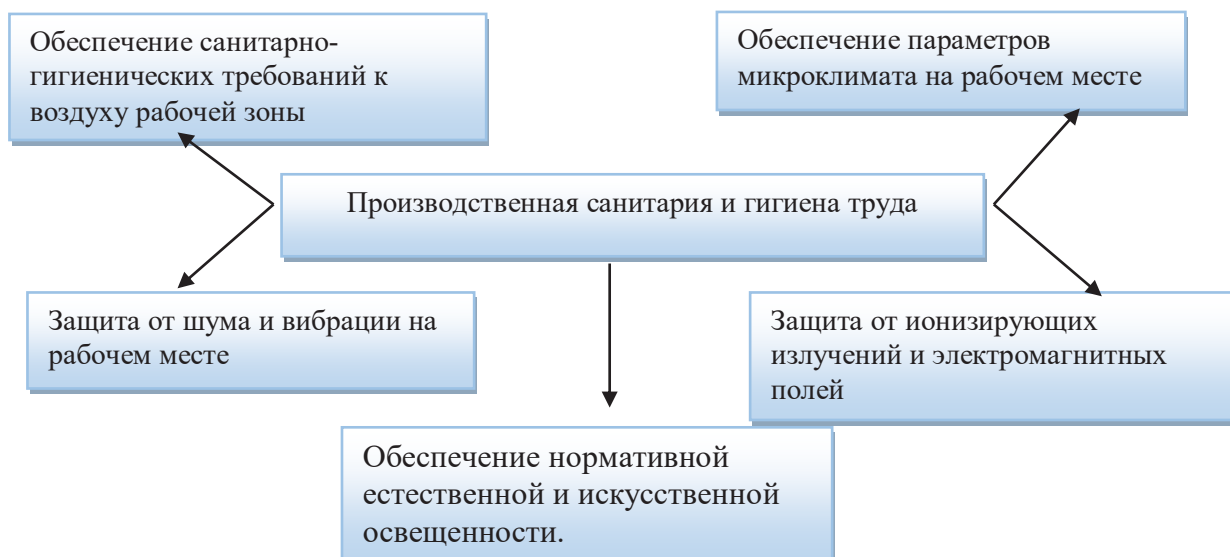 Обеспечение санитарно-
гигиенических требований к
воздуху рабочей зоны
Обеспечение параметров
микроклимата на рабочем месте
Производственная санитария и гигиена труда
Защита от шума и вибрации на
рабочем месте
Защита от ионизирующих
излучений и электромагнитных
полей
Обеспечение нормативной
естественной и искусственной
освещенности.